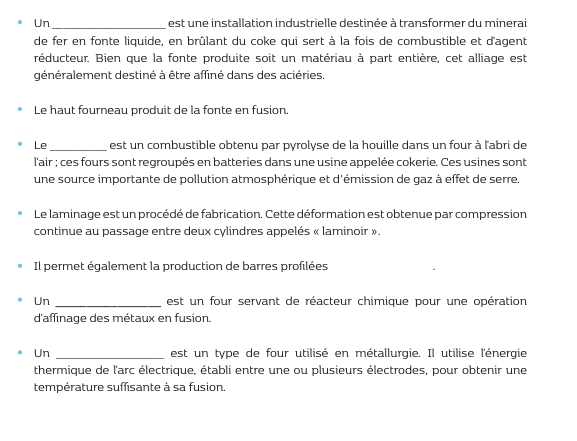 • Un ___________________ est une installation industrielle destinée à transformer du minerai
de fer en fonte liquide, en brûlant du coke qui sert à la fois de combustible et d'agent
réducteur. Bien que la fonte produite soit un matériau à part entière, cet alliage est
généralement destiné à être affiné dans des aciéries.
• Le haut fourneau produit de la fonte en fusion.
• Le __________ est un combustible obtenu par pyrolyse de la houille dans un four à l'abri de
l'air ; ces fours sont regroupés en batteries dans une usine appelée cokerie. Ces usines sont
une source importante de pollution atmosphérique et d'émission de gaz à effet de serre.
• Le laminage est un procédé de fabrication. Cette déformation est obtenue par compression
continue au passage entre deux cylindres appelés « laminoir ».
• Il permet également la production de barres profilées .
• Un __________________ est un four servant de réacteur chimique pour une opération
d'affinage des métaux en fusion.
• Un __________________ est un type de four utilisé en métallurgie. Il utilise l'énergie
thermique de l'arc électrique, établi entre une ou plusieurs électrodes, pour obtenir une
température suffisante à sa fusion.